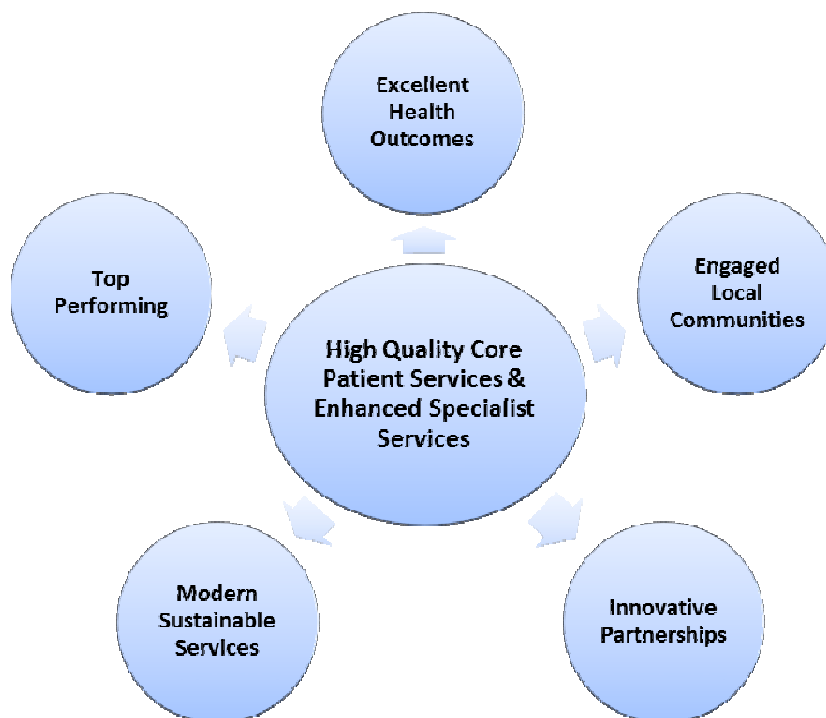 Excellent
Health
Outcomes
Top
Performing
Engaged
Local
Communities
High Quality Core
Patient Services &
Enhanced Specialist
Services
Modern
Sustainable
Services
Innovative
Partnerships